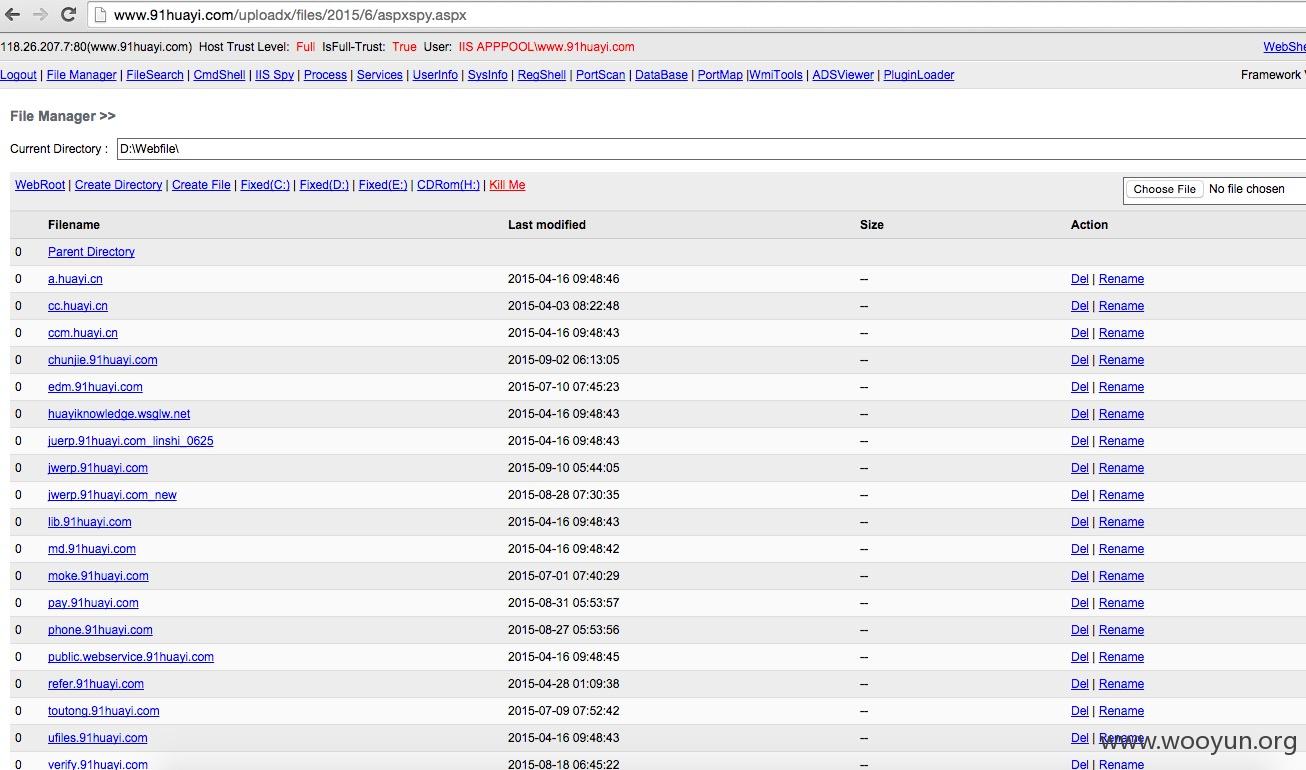 www.91huayi.com/uploadx/files/2015/6/aspxspy.aspx
118.26.207.7:80(www.91huayi.com) Host Trust Level: Full IsFull-Trust: True User: IIS APPPOOL\www.91huayi.com
Logout | File Manager | FileSearch | CmdShell | IIS Spy | Process | Services | UserInfo | SysInfo | RegShell | PortScan | DataBase | PortMap |WmiTools | ADSViewer | PluginLoader Framework
File Manager >>
Current Directory : D:\Webfile\
WebRoot | Create Directory | Create File | Fixed(C:) | Fixed(D:) | Fixed(E:) | CDRom(H:) | Kill Me Choose File No file chosen
Filename Last modified Size Action
0 Parent Directory
0 a.huayi.cn 2015-04-16 09:48:46 -- Del | Rename
0 cc.huayi.cn 2015-04-03 08:22:48 -- Del | Rename
0 ccm.huayi.cn 2015-04-16 09:48:43 -- Del | Rename
0 chunjie.91huayi.com 2015-09-02 06:13:05 -- Del | Rename
0 edm.91huayi.com 2015-07-10 07:45:23 -- Del | Rename
0 huayiknowledge.wsglw.net 2015-04-16 09:48:43 -- Del | Rename
0 juerp.91huayi.com_linshi_0625 2015-04-16 09:48:43 -- Del | Rename
0 jwerp.91huayi.com 2015-09-10 05:44:05 -- Del | Rename
0 jwerp.91huayi.com_new 2015-08-28 07:30:35 -- Del | Rename
0 lib.91huayi.com 2015-04-16 09:48:43 -- Del | Rename
0 md.91huayi.com 2015-04-16 09:48:42 -- Del | Rename
0 moke.91huayi.com 2015-07-01 07:40:29 -- Del | Rename
0 pay.91huayi.com 2015-08-31 05:53:57 -- Del | Rename
0 phone.91huayi.com 2015-08-27 05:53:56 -- Del | Rename
0 public.webservice.91huayi.com 2015-04-16 09:48:45 -- Del | Rename
0 refer.91huayi.com 2015-04-28 01:09:38 -- Del | Rename
0 toutong.91huayi.com 2015-07-09 07:52:42 -- Del | Rename
0 ufiles.91huayi.com 2015-04-16 09:48:43 -- Del | Rename
www.wooyun.org
0 verify.91huayi.com 2015-08-18 06:45:22 -- Del | Rename